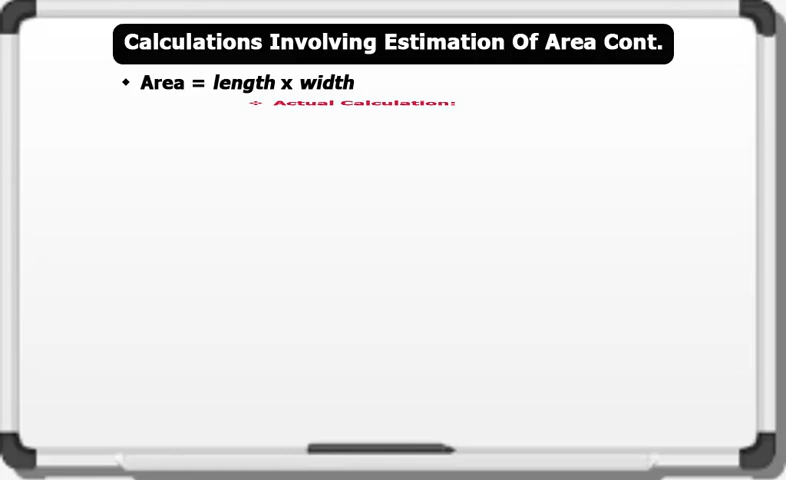 Calculations Involving Estimation Of Area Cont.
Area = length x width
Actual Calculation: